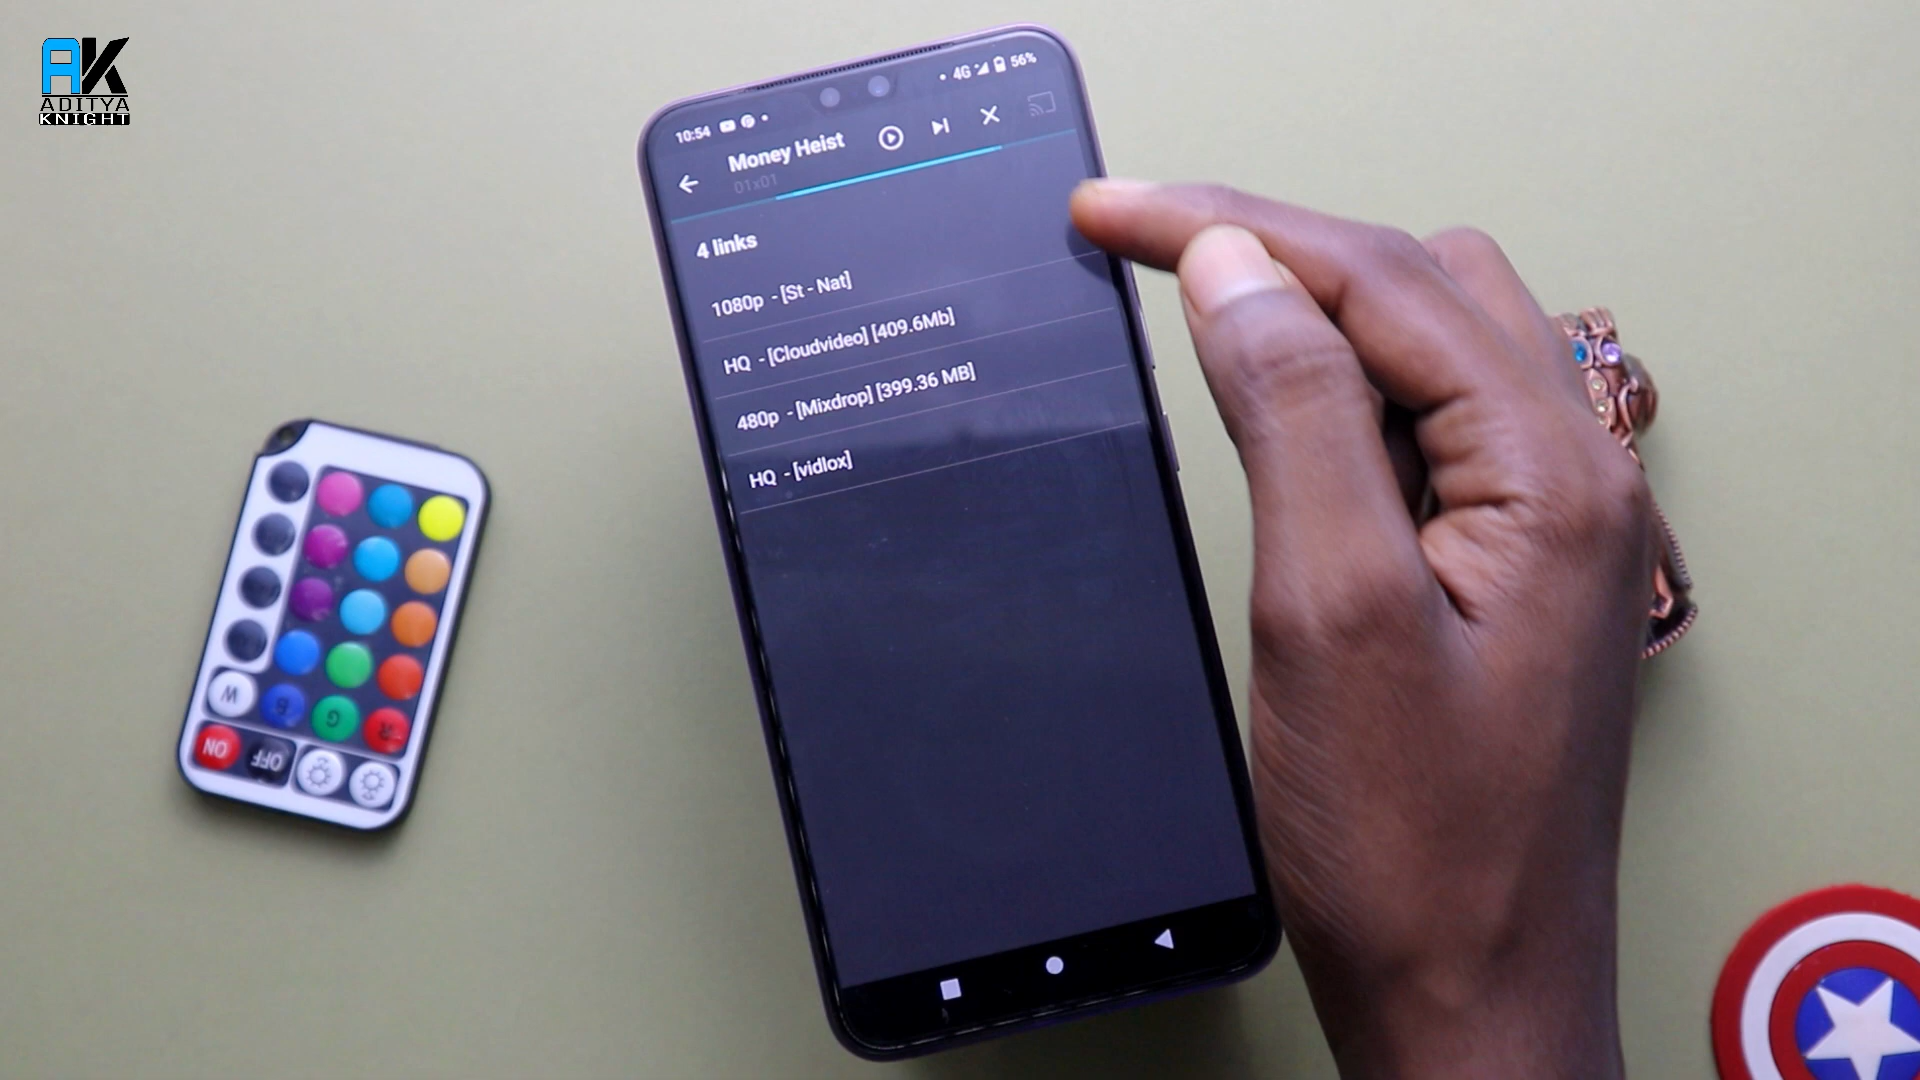 AK
ADITYA
KNIGHT
10:54
4G
56%
Money Heist
01x01
4 links
1080p - [St - Nat]
HQ - [Cloudvideo] [409.6Mb]
480p - [Mixdrop] [399.36 MB]
HQ - [vidlox]
W
B
G
R
ON
OFF